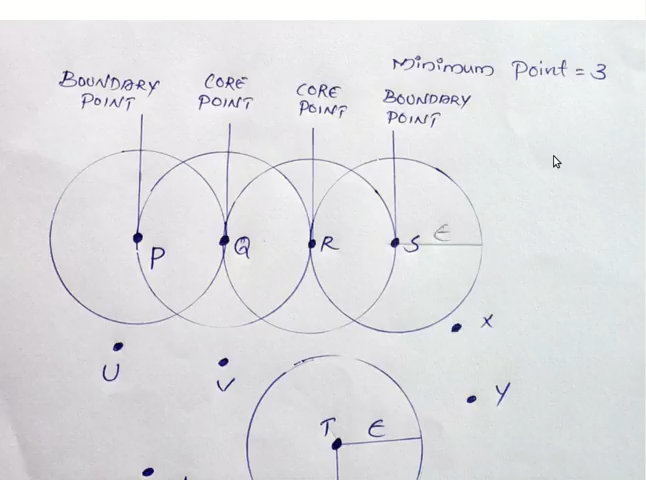 Minimum Point = 3
BOUNDARY
POINT
CORE
POINT
CORE
POINT
BOUNDARY
POINT
P
Q
R
S
ϵ
X
U
V
Y
T
ϵ